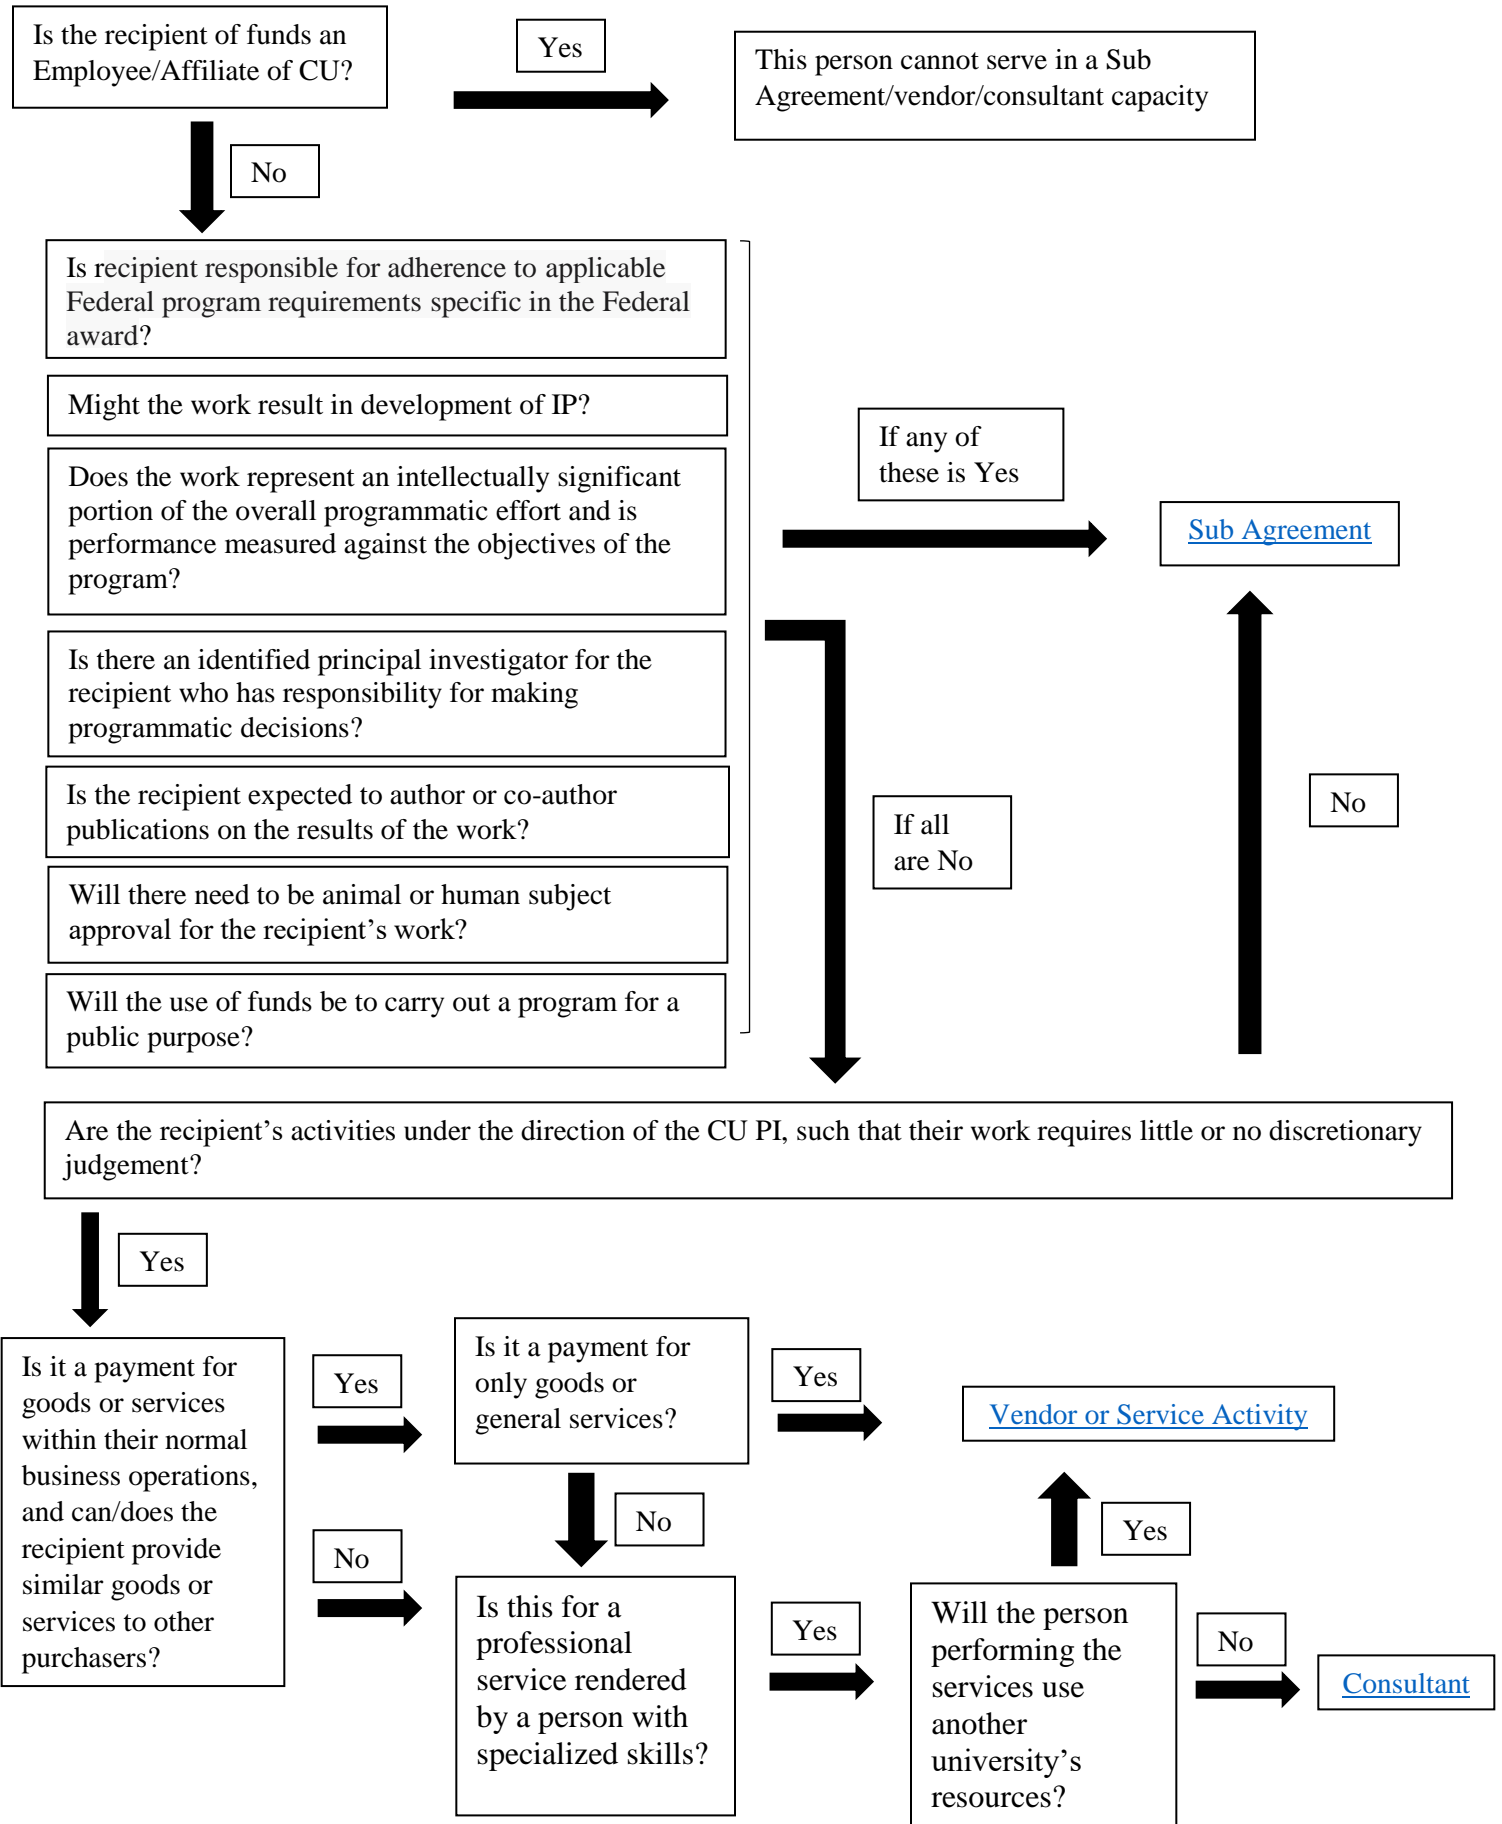 Is the recipient of funds an
Employee/Affiliate of CU?
Yes
This person cannot serve in a Sub
Agreement/vendor/consultant capacity
No
Is recipient responsible for adherence to applicable
Federal program requirements specific in the Federal
award?
Might the work result in development of IP?
Does the work represent an intellectually significant
portion of the overall programmatic effort and is
performance measured against the objectives of the
program?
If any of
these is Yes
Sub Agreement
Is there an identified principal investigator for the
recipient who has responsibility for making
programmatic decisions?
Is the recipient expected to author or co-author
publications on the results of the work?
If all
are No
No
Will there need to be animal or human subject
approval for the recipient’s work?
Will the use of funds be to carry out a program for a
public purpose?
Are the recipient’s activities under the direction of the CU PI, such that their work requires little or no discretionary
judgement?
Yes
Is it a payment for
goods or services
within their normal
business operations,
and can/does the
recipient provide
similar goods or
services to other
purchasers?
Yes
Is it a payment for
only goods or
general services?
Yes
Vendor or Service Activity
No
No
Yes
Is this for a
professional
service rendered
by a person with
specialized skills?
Yes
Will the person
performing the
services use
another
university’s
resources?
No
Consultant